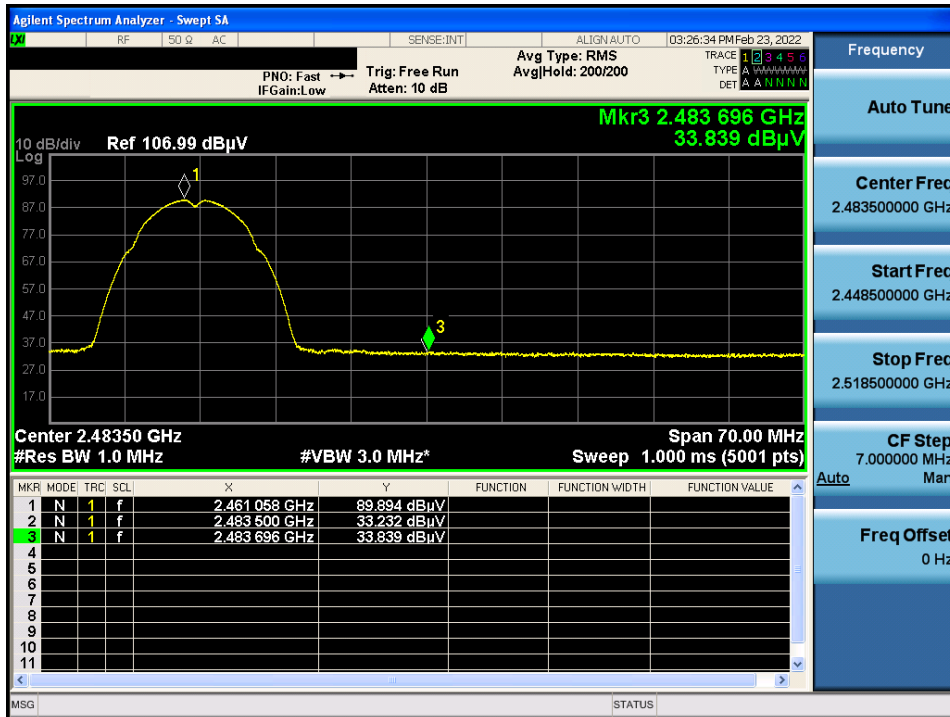 Agilent Spectrum Analyzer - Swept SA
LXI RF 50 Ω AC SENSE:INT ALIGN AUTO 03:26:34 PM Feb 23, 2022
PNO: Fast Trig: Free Run Avg Type: RMS TRACE 1 2 3 4 5 6
IFGain:Low Atten: 10 dB Avg|Hold: 200/200 TYPE A WWWWW
DET A A N N N N
Mkr3 2.483 696 GHz
33.839 dBµV
10 dB/div Ref 106.99 dBµV
Log
97.0
87.0
77.0
67.0
57.0
47.0
37.0
27.0
17.0
1
3
Center 2.48350 GHz Span 70.00 MHz
#Res BW 1.0 MHz #VBW 3.0 MHz* Sweep 1.000 ms (5001 pts)
MKR MODE TRC SCL X Y FUNCTION FUNCTION WIDTH FUNCTION VALUE
1 N 1 f 2.461 058 GHz 89.894 dBµV
2 N 1 f 2.483 500 GHz 33.232 dBµV
3 N 1 f 2.483 696 GHz 33.839 dBµV
4
5
6
7
8
9
10
11
MSG STATUS
Frequency
Auto Tune
Center Freq
2.483500000 GHz
Start Freq
2.448500000 GHz
Stop Freq
2.518500000 GHz
CF Step
7.000000 MHz
Auto Man
Freq Offset
0 Hz